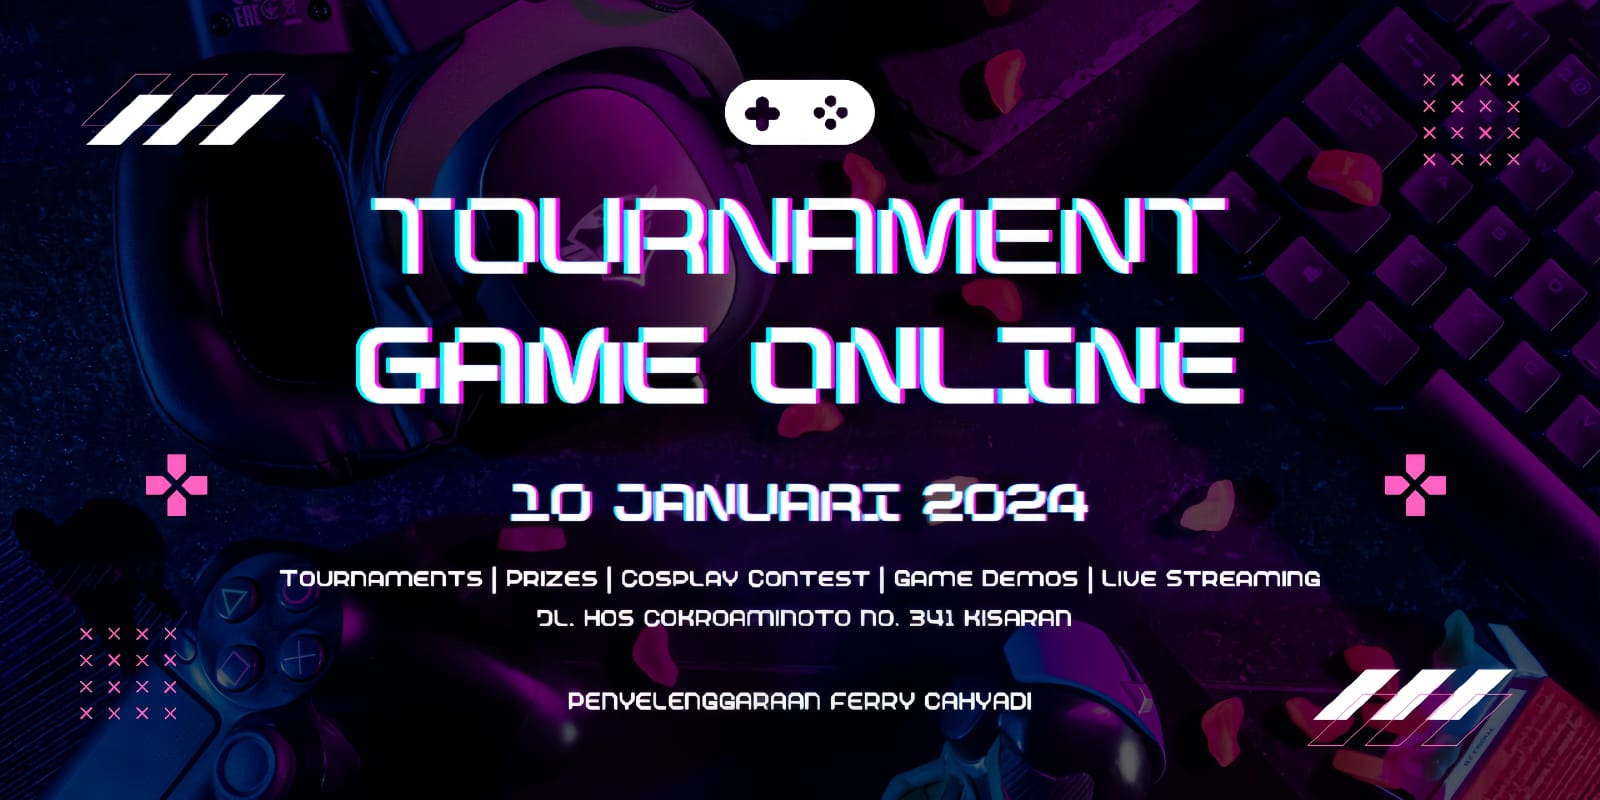 TOURNAMENT
GAME ONLINE
10 JANUARI 2024
Tournaments | Prizes | Cosplay Contest | Game Demos | Live Streaming
JL. HOS COKROAMINOTO NO. 341 KISARAN
PENYELENGGARAAN FERRY CAHYADI